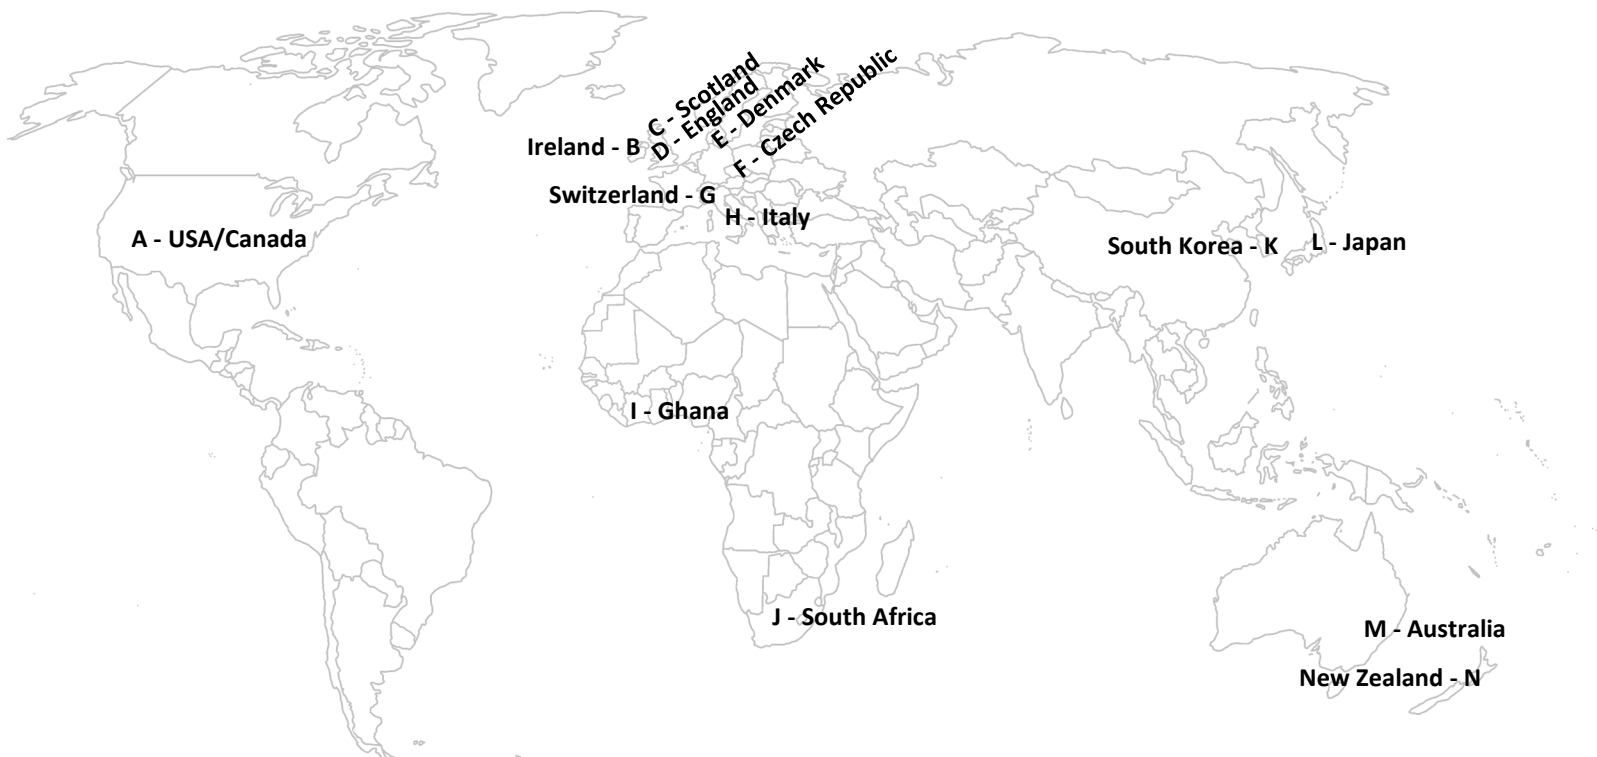 C - Scotland
D - England
E - Denmark
F - Czech Republic
Ireland - B
Switzerland - G
H - Italy
A - USA/Canada
South Korea - K
L - Japan
I - Ghana
J - South Africa
M - Australia
New Zealand - N